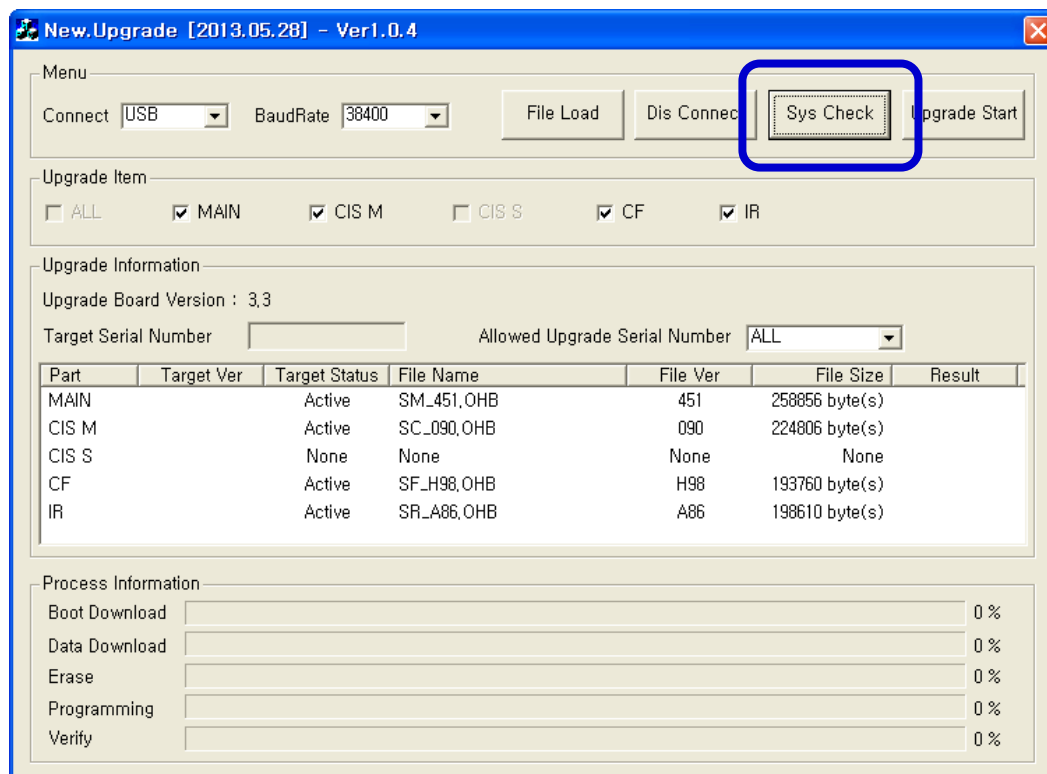 New.Upgrade [2013.05.28] - Ver1.0.4
Menu
Connect USB BaudRate 38400 File Load Dis Connec Sys Check Upgrade Start
Upgrade Item
ALL MAIN CIS M CIS S CF IR
Upgrade Information
Upgrade Board Version : 3,3
Target Serial Number Allowed Upgrade Serial Number ALL
Part Target Ver Target Status File Name File Ver File Size Result
MAIN Active SM_451,OHB 451 258856 byte(s)
CIS M Active SC_090,OHB 090 224806 byte(s)
CIS S None None None None
CF Active SF_H98,OHB H98 193760 byte(s)
IR Active SR_A86,OHB A86 198610 byte(s)
Process Information
Boot Download 0 %
Data Download 0 %
Erase 0 %
Programming 0 %
Verify 0 %